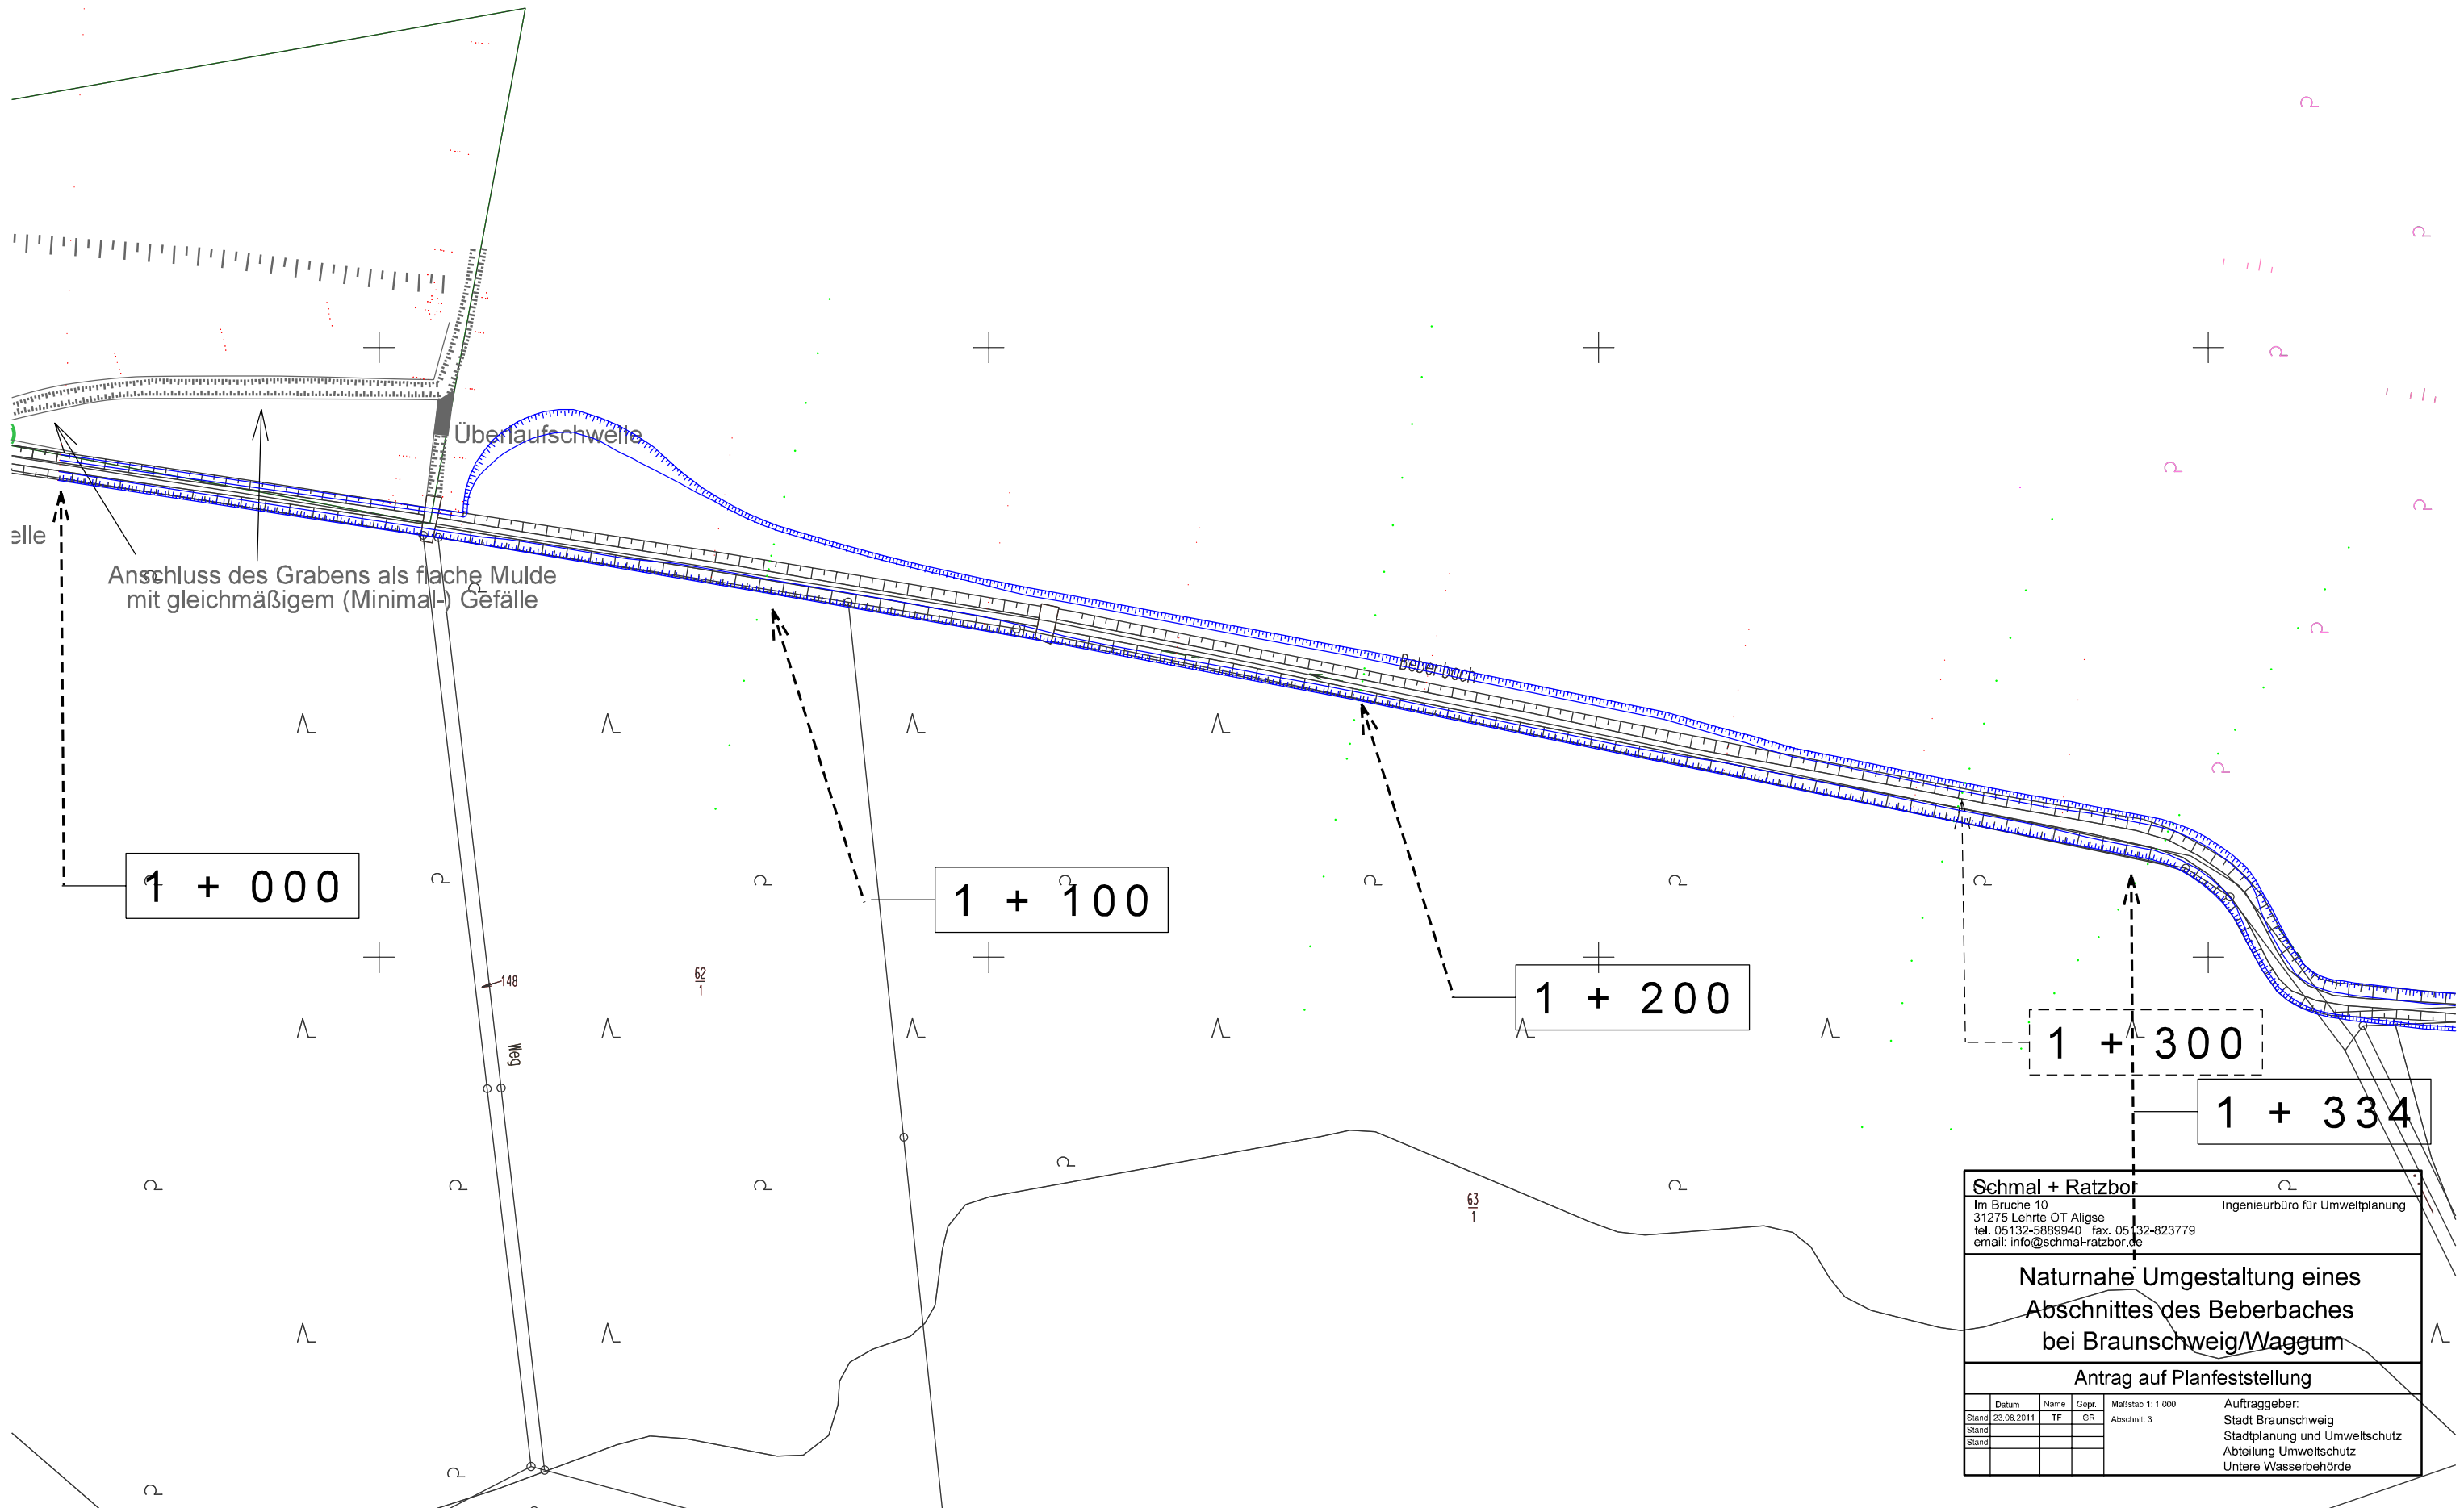 Überlaufschwelle
elle
Anschluss des Grabens als flache Mulde
mit gleichmäßigem (Minimal-) Gefälle
Beberbach
1 + 000
1 + 100
1 + 200
1 + 300
1 + 334
148
62
1
Weg
63
1
Schmal + Ratzbor
Im Bruche 10
Ingenieurbüro für Umweltplanung
31275 Lehrte OT Aligse
tel. 05132-5889940 fax. 05132-823779
email: info@schmal-ratzbor.de
Naturnahe Umgestaltung eines
Abschnittes des Beberbaches
bei Braunschweig/Waggum
Antrag auf Planfeststellung
Datum Name Gepr.
Stand 23.08.2011 TF GR
Stand
Stand
Maßstab 1: 1.000
Abschnitt 3
Auftraggeber:
Stadt Braunschweig
Stadtplanung und Umweltschutz
Abteilung Umweltschutz
Untere Wasserbehörde